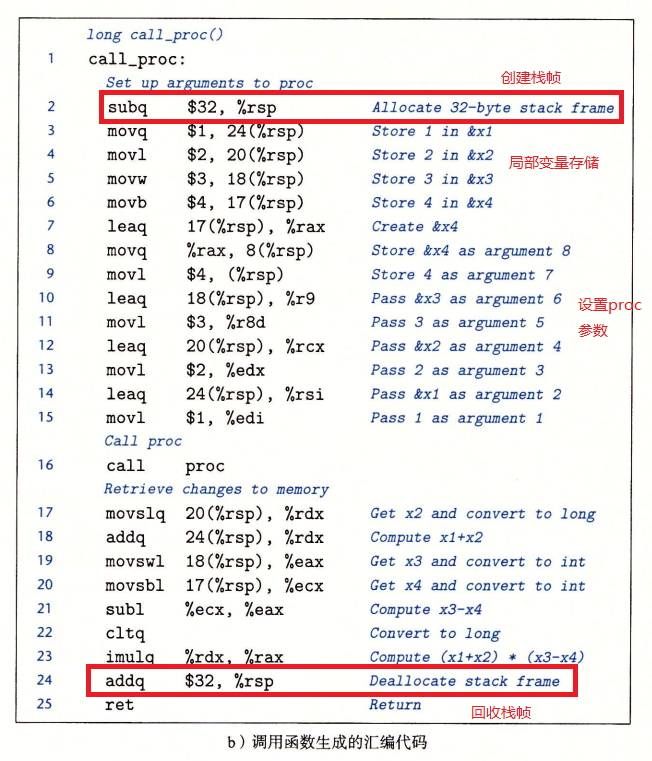 long call_proc()
1 call_proc:
Set up arguments to proc
创建栈帧
2 subq $32, %rsp Allocate 32-byte stack frame
3 movq $1, 24(%rsp) Store 1 in &x1
4 movl $2, 20(%rsp) Store 2 in &x2
局部变量存储
5 movw $3, 18(%rsp) Store 3 in &x3
6 movb $4, 17(%rsp) Store 4 in &x4
7 leaq 17(%rsp), %rax Create &x4
8 movq %rax, 8(%rsp) Store &x4 as argument 8
9 movl $4, (%rsp) Store 4 as argument 7
10 leaq 18(%rsp), %r9 Pass &x3 as argument 6
设置proc
11 movl $3, %r8d Pass 3 as argument 5
参数
12 leaq 20(%rsp), %rcx Pass &x2 as argument 4
13 movl $2, %edx Pass 2 as argument 3
14 leaq 24(%rsp), %rsi Pass &x1 as argument 2
15 movl $1, %edi Pass 1 as argument 1
Call proc
16 call proc
Retrieve changes to memory
17 movslq 20(%rsp), %rdx Get x2 and convert to long
18 addq 24(%rsp), %rdx Compute x1+x2
19 movswl 18(%rsp), %eax Get x3 and convert to int
20 movsbl 17(%rsp), %ecx Get x4 and convert to int
21 subl %ecx, %eax Compute x3-x4
22 cltq Convert to long
23 imulq %rdx, %rax Compute (x1+x2) * (x3-x4)
24 addq $32, %rsp Deallocate stack frame
25 ret Return
回收栈帧
b）调用函数生成的汇编代码